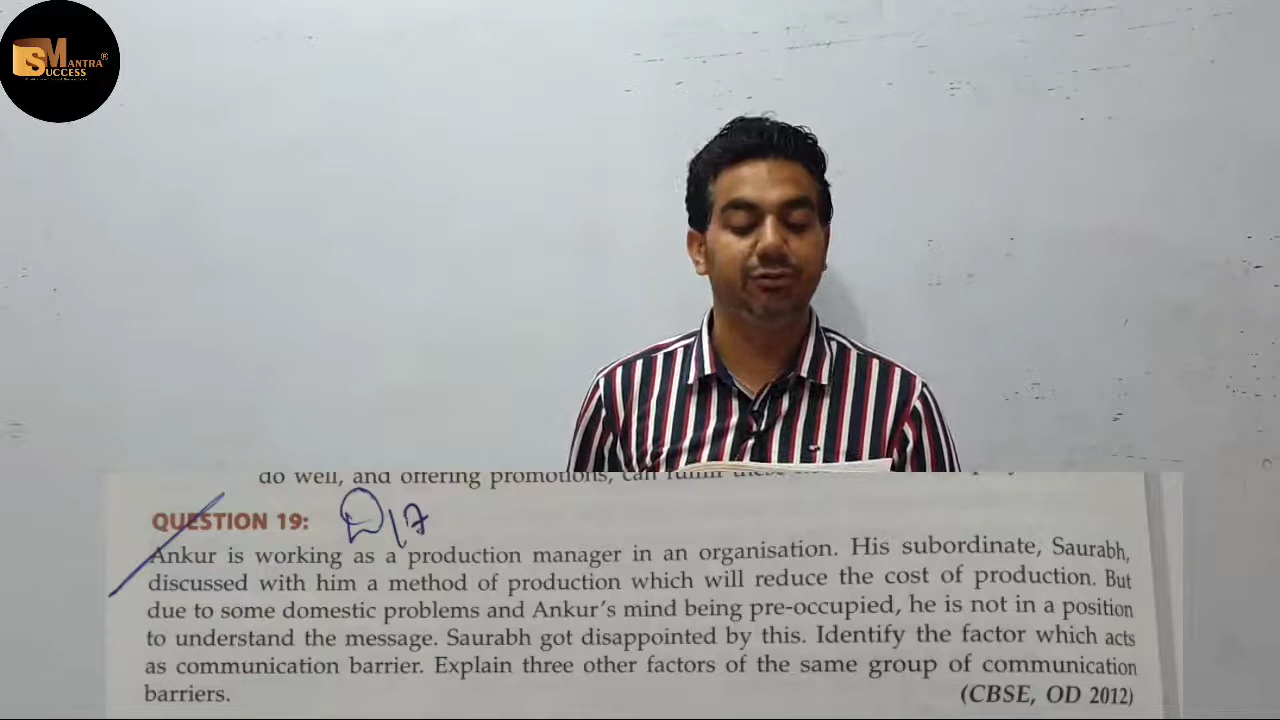 MANTRA®
SUCCESS
do well, and offering promotions, can fulfill these
QUESTION 19:
Ankur is working as a production manager in an organisation. His subordinate, Saurabh,
discussed with him a method of production which will reduce the cost of production. But
due to some domestic problems and Ankur's mind being pre-occupied, he is not in a position
to understand the message. Saurabh got disappointed by this. Identify the factor which acts
as communication barrier. Explain three other factors of the same group of communication
barriers.
(CBSE, OD 2012)